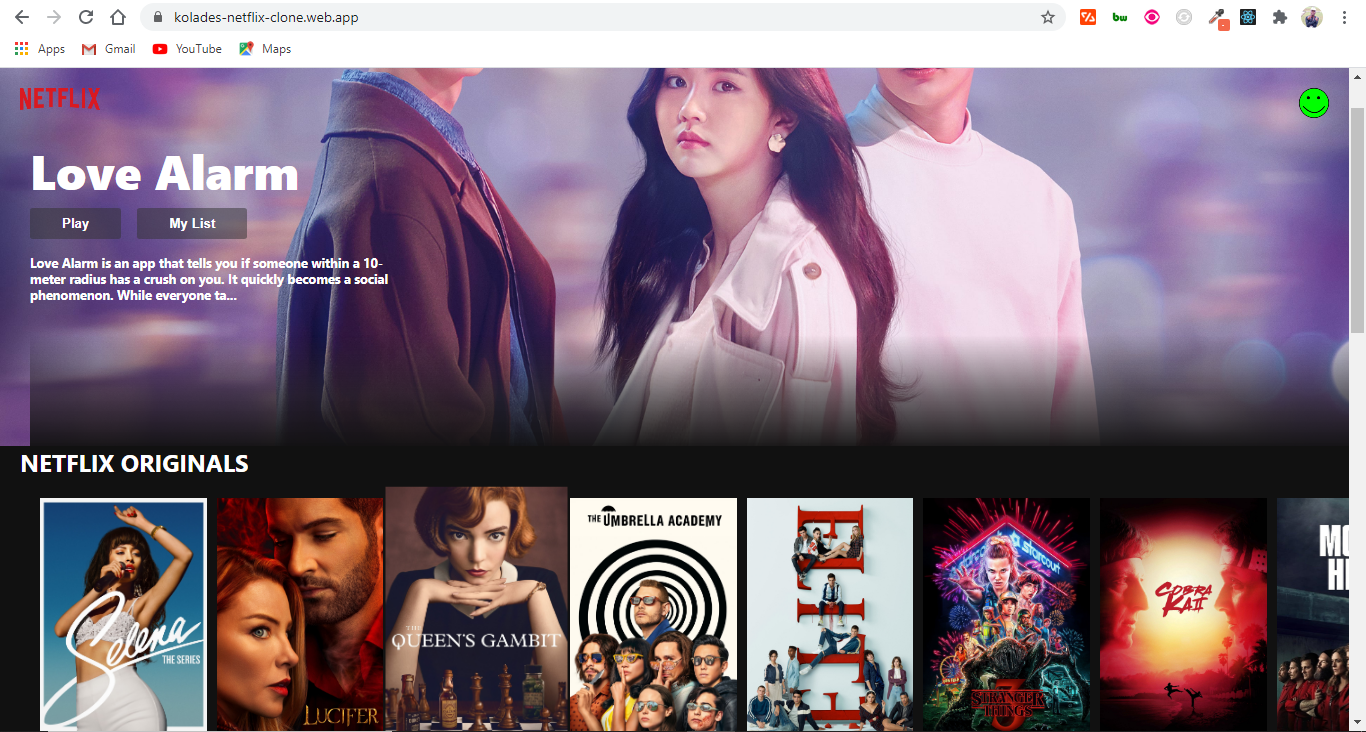 kolades-netflix-clone.web.app
Apps
Gmail
YouTube
Maps
NETFLIX
Love Alarm
Play
My List
Love Alarm is an app that tells you if someone within a 10-
meter radius has a crush on you. It quickly becomes a social
phenomenon. While everyone ta...
NETFLIX ORIGINALS
Selena
THE SERIES
LUCIFER
THE
QUEEN'S GAMBIT
THE UMBRELLA ACADEMY
ELITE
starcourt
STRANGER
THINGS
3
COBRA
KAI
bw